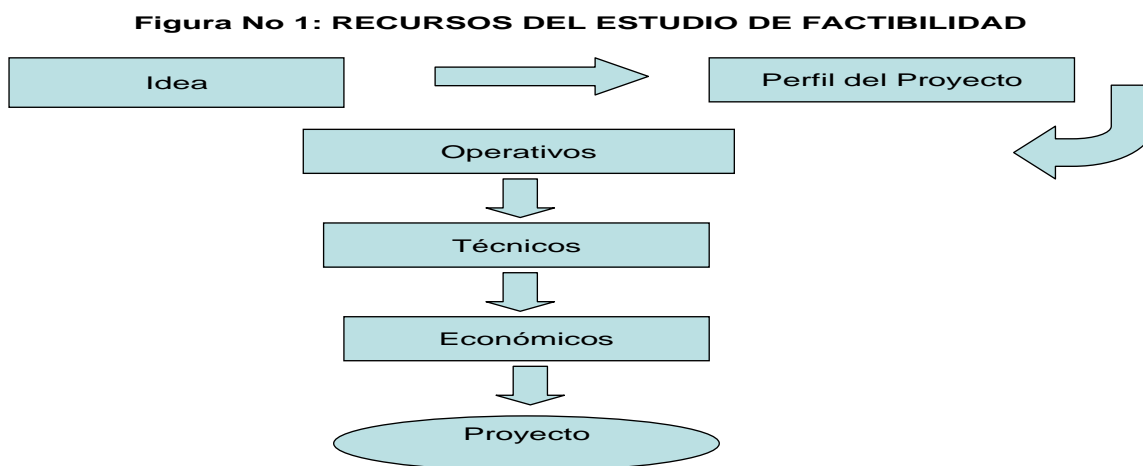 Figura No 1: RECURSOS DEL ESTUDIO DE FACTIBILIDAD
Idea
Perfil del Proyecto
Operativos
Técnicos
Económicos
Proyecto